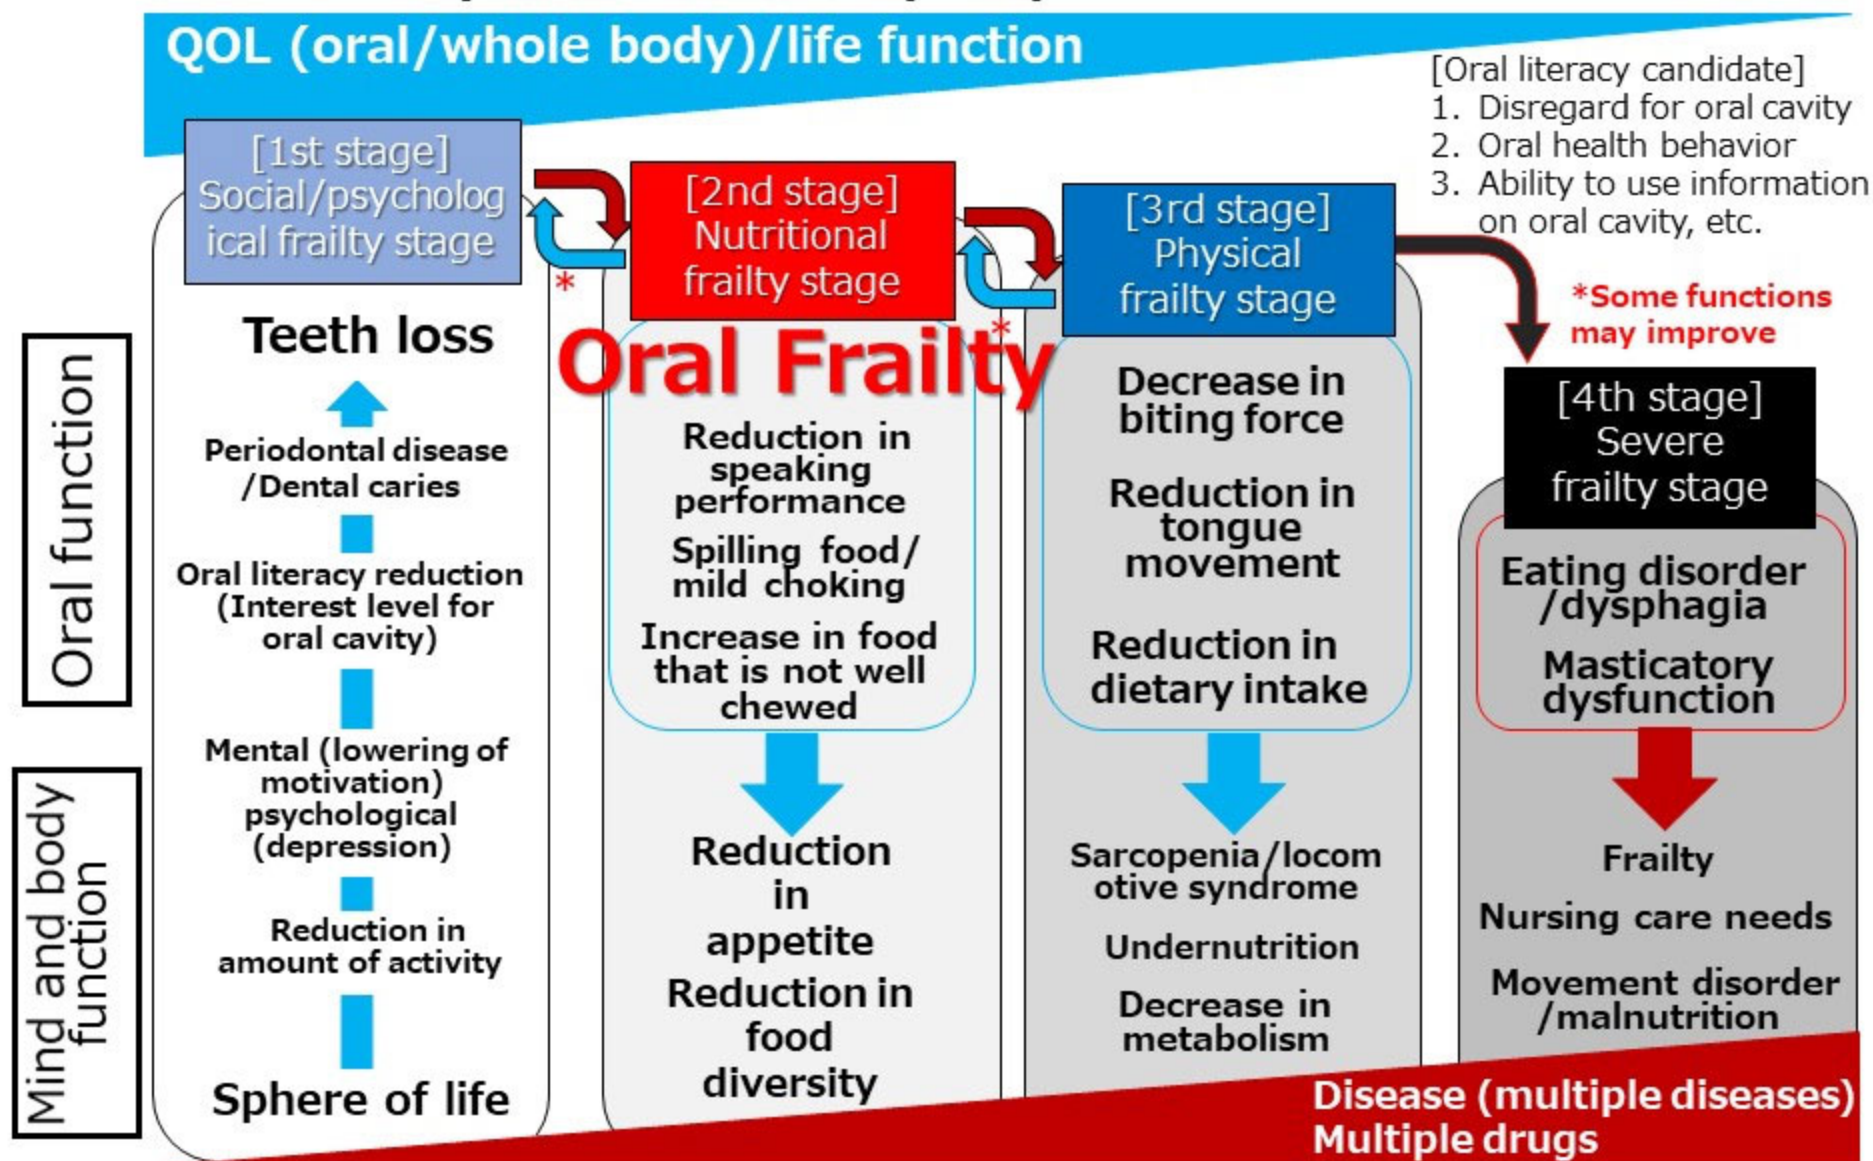 QOL (oral/whole body)/life function
[Oral literacy candidate]
1. Disregard for oral cavity
2. Oral health behavior
3. Ability to use information
on oral cavity, etc.
*Some functions
may improve
[1st stage]
Social/psycholog
ical frailty stage
*
[2nd stage]
Nutritional
frailty stage
*
[3rd stage]
Physical
frailty stage
[4th stage]
Severe
frailty stage
Oral Frailty
Oral function
Mind and body
function
Teeth loss
Periodontal disease
/Dental caries
Oral literacy reduction
(Interest level for
oral cavity)
Mental (lowering of
motivation)
psychological
(depression)
Reduction in
amount of activity
Sphere of life
Reduction in
speaking
performance
Spilling food/
mild choking
Increase in food
that is not well
chewed
Reduction
in
appetite
Reduction in
food
diversity
Decrease in
biting force
Reduction in
tongue
movement
Reduction in
dietary intake
Sarcopenia/locom
otive syndrome
Undernutrition
Decrease in
metabolism
Eating disorder
/dysphagia
Masticatory
dysfunction
Frailty
Nursing care needs
Movement disorder
/malnutrition
Disease (multiple diseases)
Multiple drugs